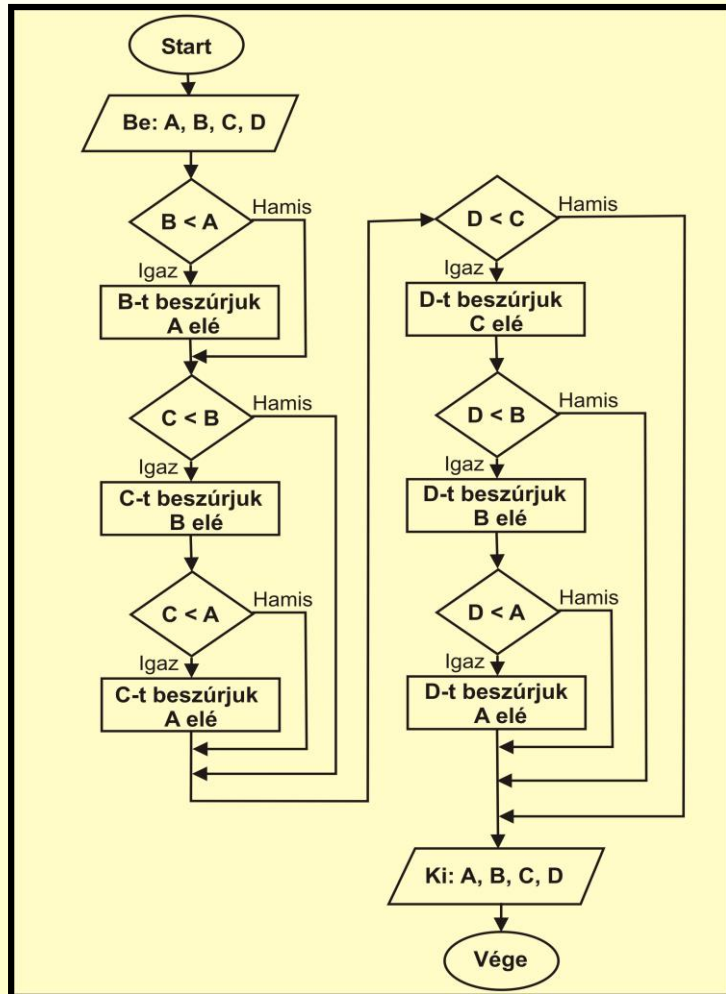 Start
Be: A, B, C, D
B < A
Hamis
Igaz
B-t beszúrjuk
A elé
C < B
Hamis
Igaz
C-t beszúrjuk
B elé
C < A
Hamis
Igaz
C-t beszúrjuk
A elé
D < C
Hamis
Igaz
D-t beszúrjuk
C elé
D < B
Hamis
Igaz
D-t beszúrjuk
B elé
D < A
Hamis
Igaz
D-t beszúrjuk
A elé
Ki: A, B, C, D
Vége